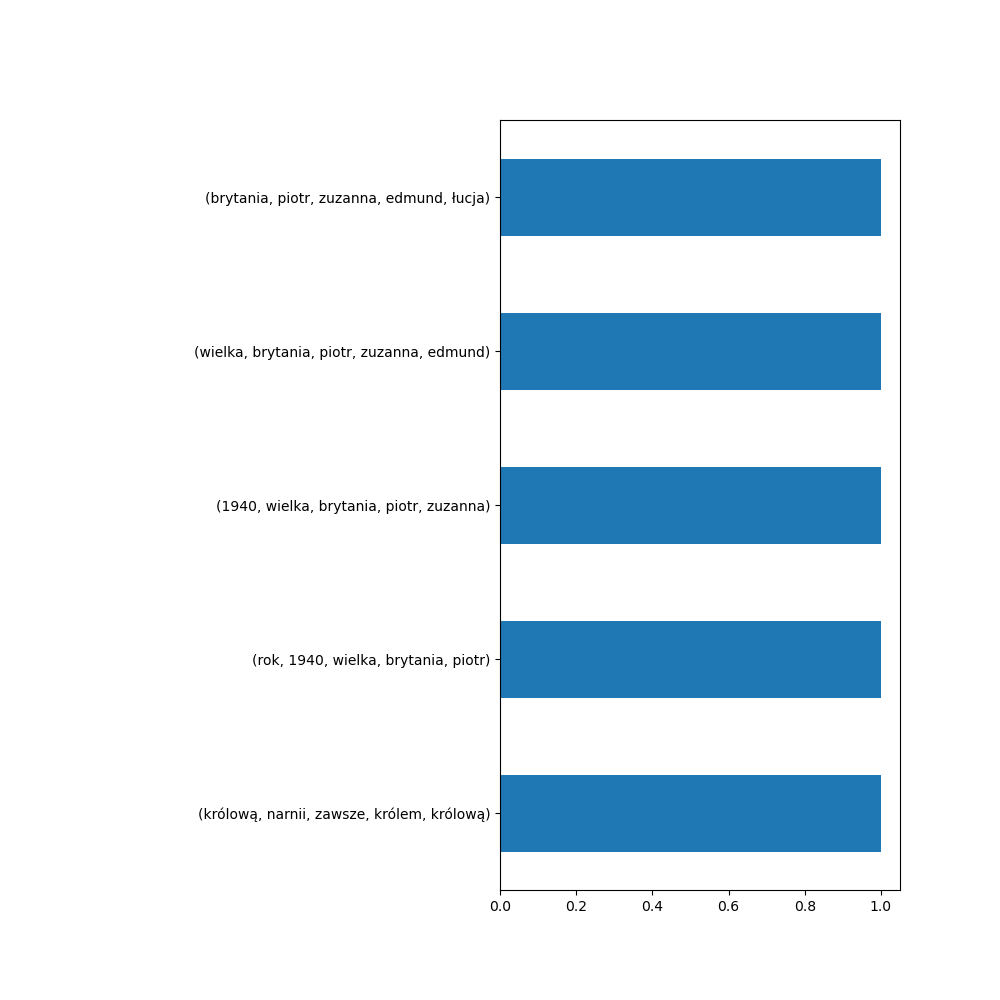 (brytania, piotr, zuzanna, edmund, łucja)
(wielka, brytania, piotr, zuzanna, edmund)
(1940, wielka, brytania, piotr, zuzanna)
(rok, 1940, wielka, brytania, piotr)
(królową, narnii, zawsze, królem, królową)
0.0 0.2 0.4 0.6 0.8 1.0